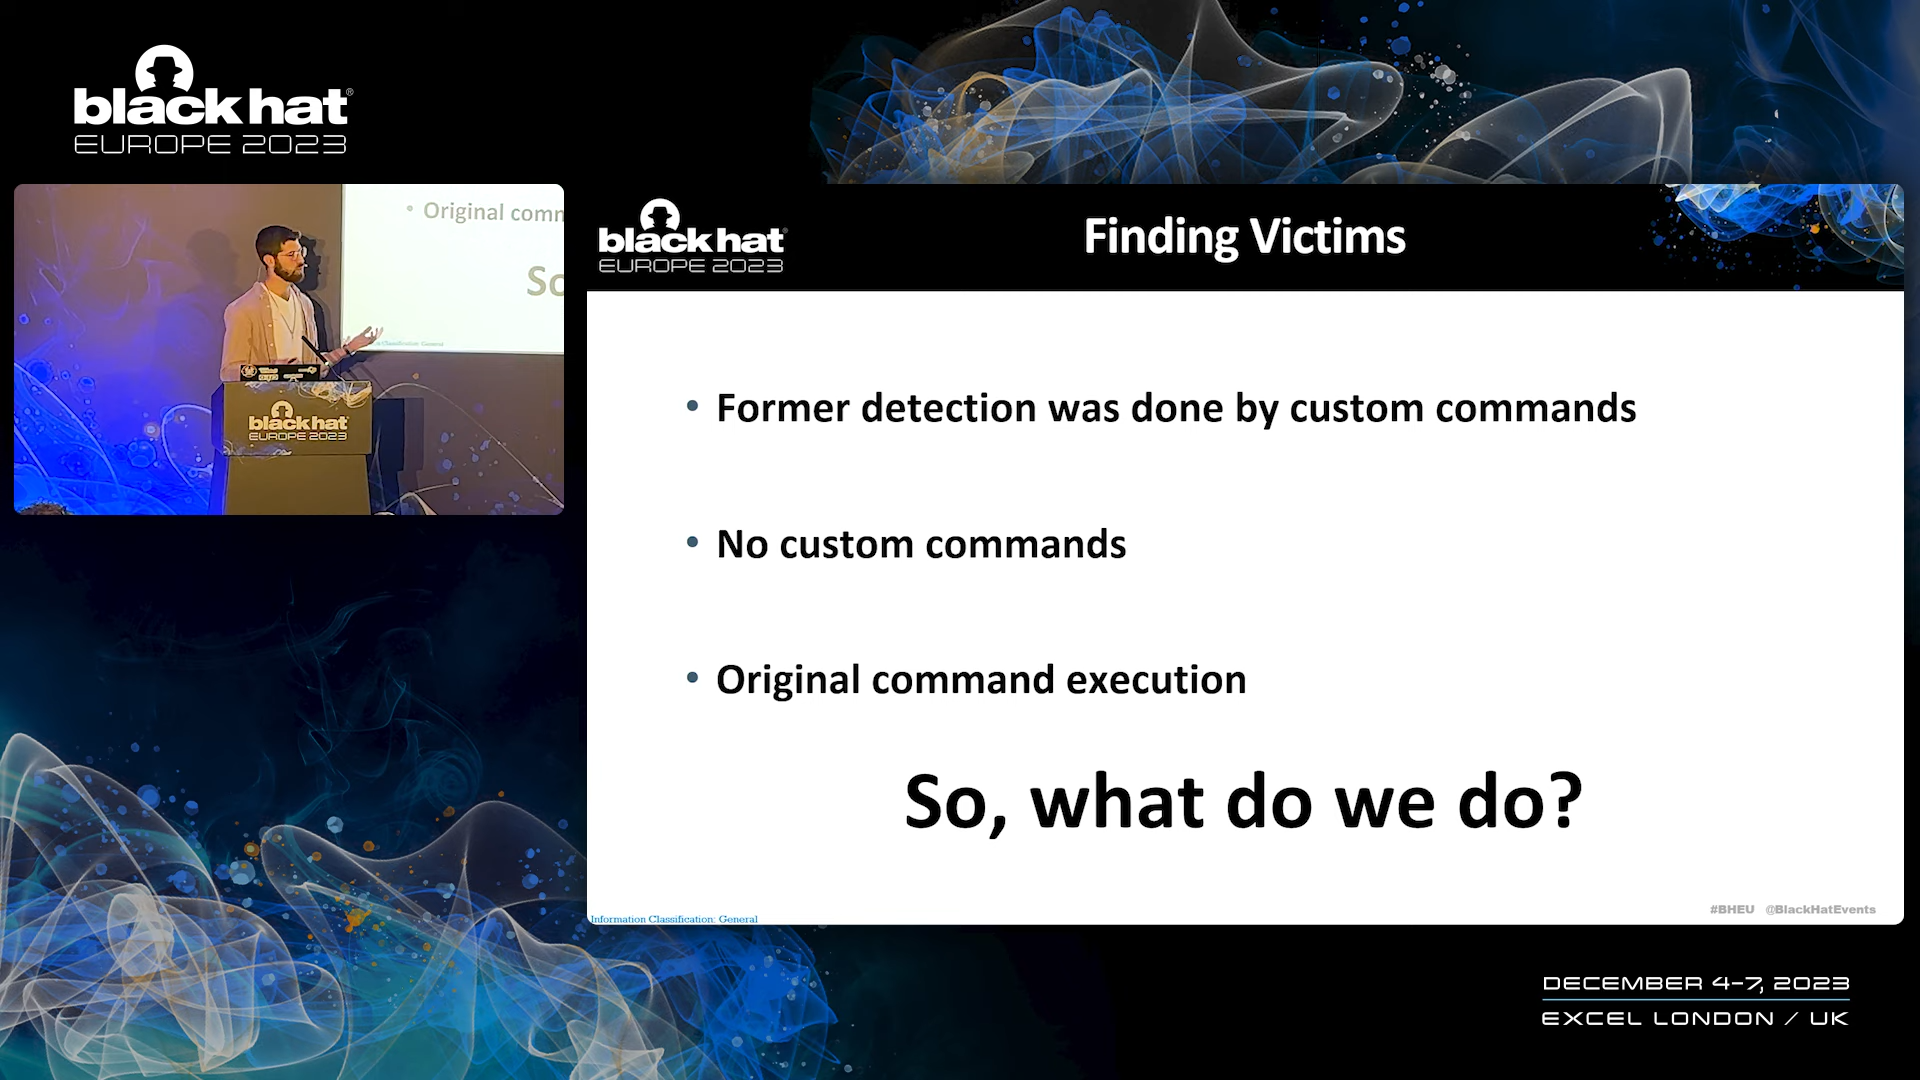 black hat®
EUROPE 2023
• Original comm
So
Classification: General
black hat
EUROPE 2023
black hat®
EUROPE 2023
Finding Victims
• Former detection was done by custom commands
• No custom commands
• Original command execution
So, what do we do?
Information Classification: General
#BHEU @BlackHatEvents
DECEMBER 4-7, 2023
EXCEL LONDON / UK